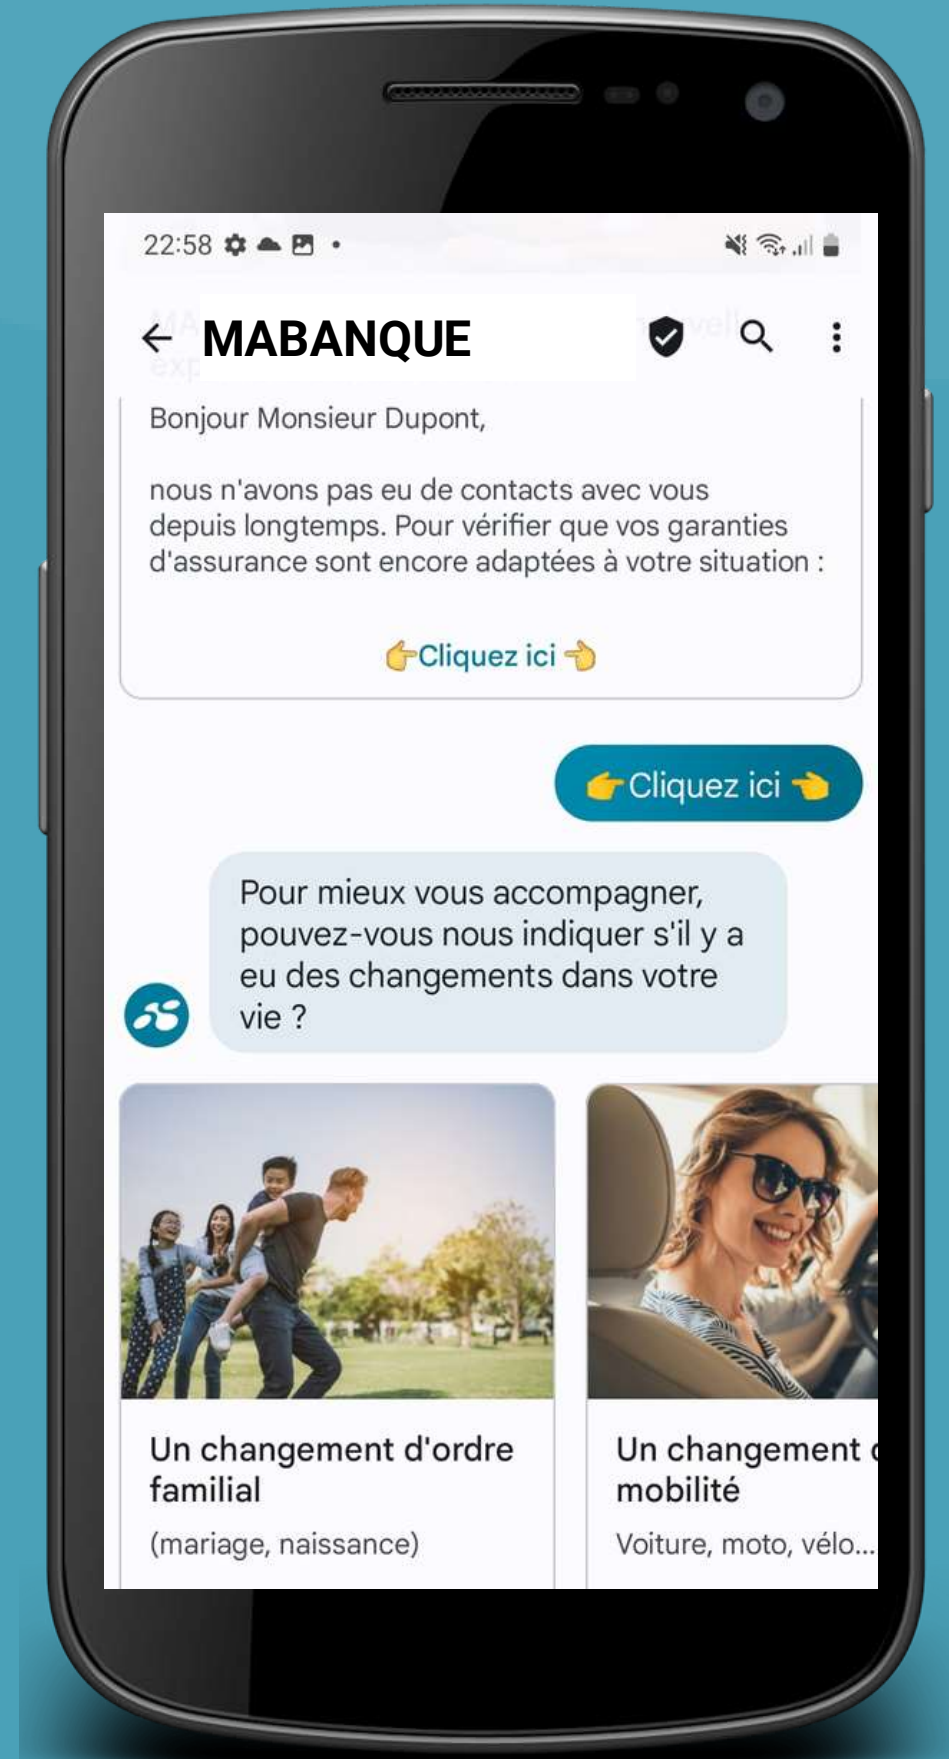 22:58
MABANQUE
Bonjour Monsieur Dupont,
nous n'avons pas eu de contacts avec vous
depuis longtemps. Pour vérifier que vos garanties
d'assurance sont encore adaptées à votre situation :
👉Cliquez ici👈
👉Cliquez ici👈
Pour mieux vous accompagner,
pouvez-vous nous indiquer s'il y a
eu des changements dans votre
vie ?
Un changement d'ordre
familial
(mariage, naissance)
Un changement
mobilité
Voiture, moto, vélo...